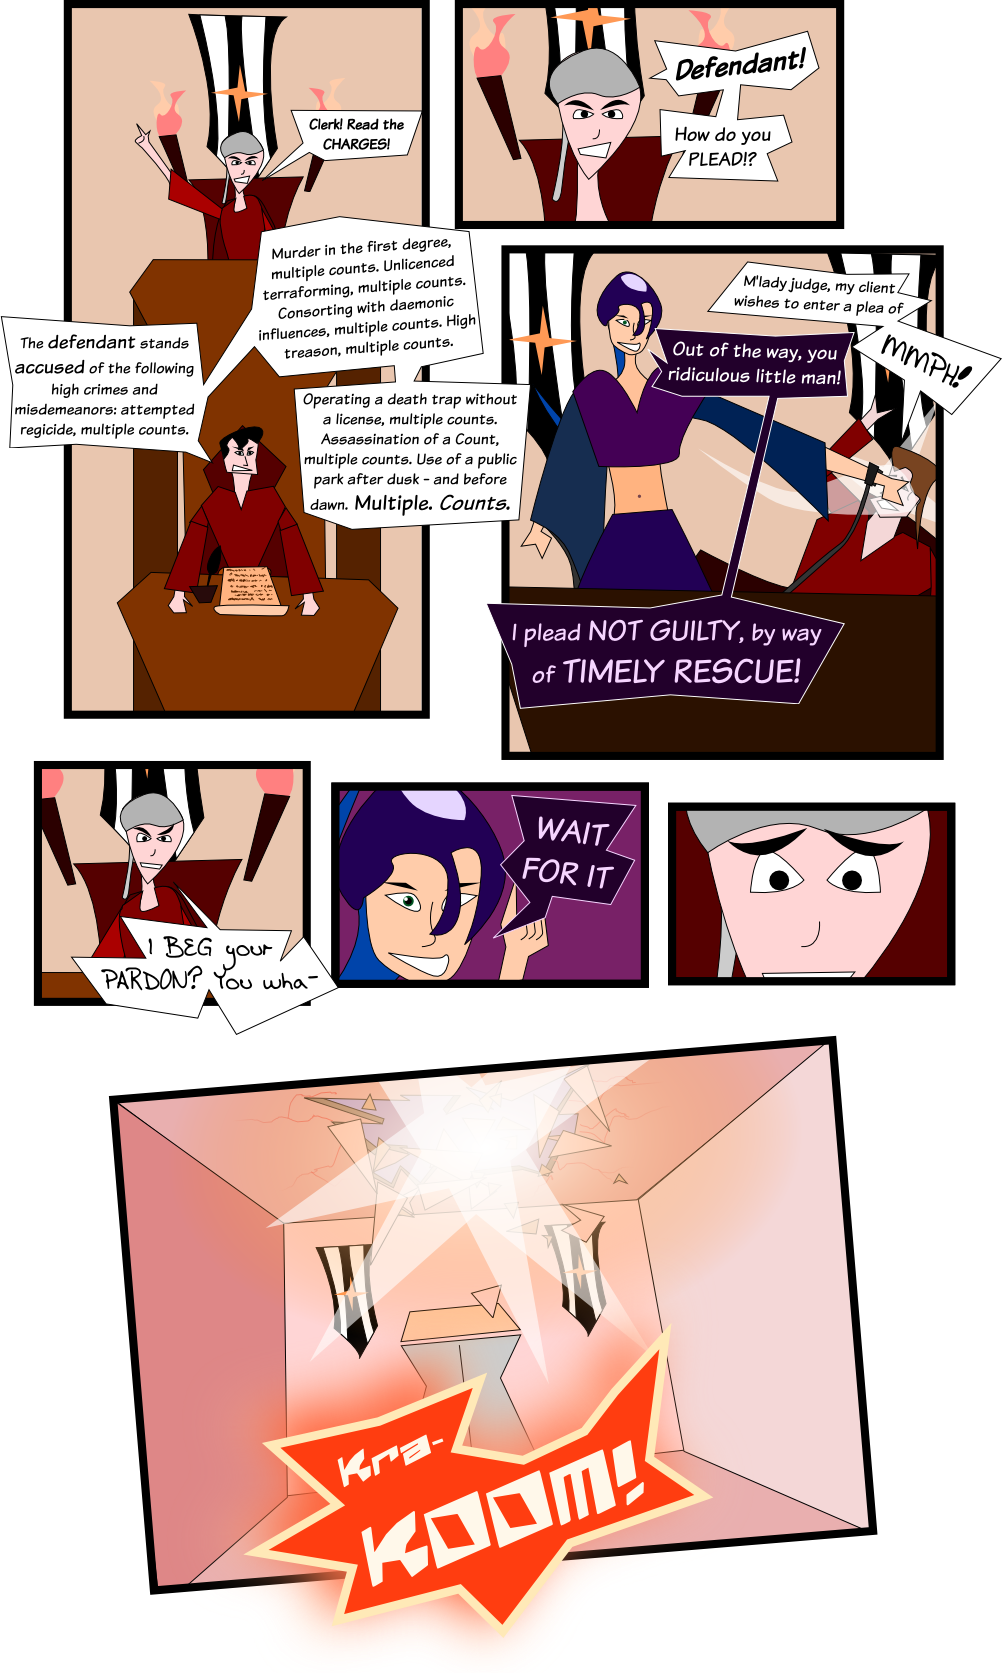 Clerk! Read the
CHARGES!
The defendant stands
accused of the following
high crimes and
misdemeanors: attempted
regicide, multiple counts.
Murder in the first degree,
multiple counts. Unlicenced
terraforming, multiple counts.
Consorting with daemonic
influences, multiple counts. High
treason, multiple counts.
Operating a death trap without
a license, multiple counts.
Assassination of a Count,
multiple counts. Use of a public
park after dusk - and before
dawn. Multiple. Counts.
Defendant!
How do you
PLEAD!?
M'lady judge, my client
wishes to enter a plea of
MMPH!
Out of the way, you
ridiculous little man!
I plead NOT GUILTY, by way
of TIMELY RESCUE!
I BEG your
PARDON? You wha-
WAIT
FOR IT
Kra-
KOOM!